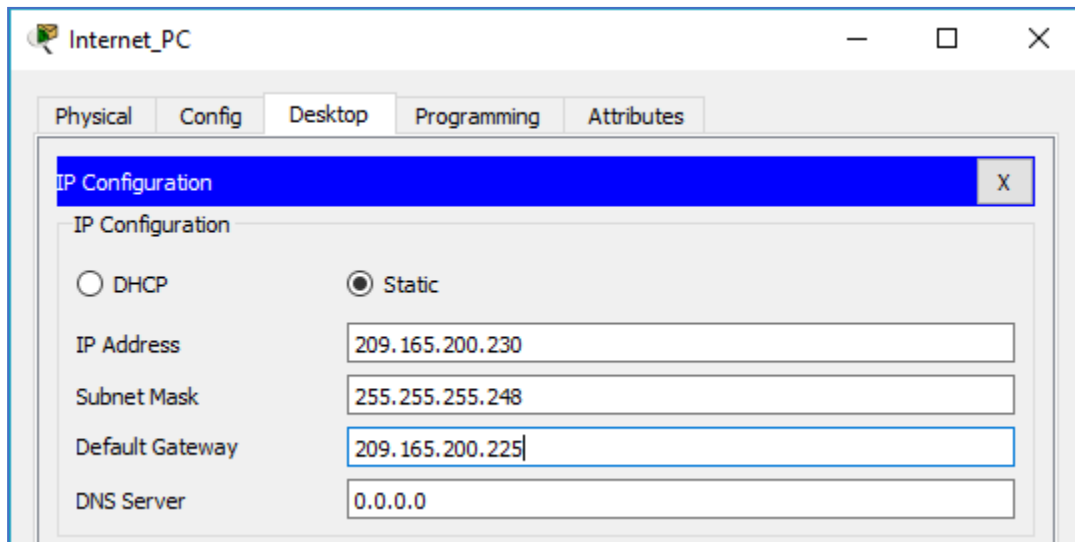 Internet_PC
Physical Config Desktop Programming Attributes
IP Configuration X
IP Configuration
DHCP Static
IP Address 209.165.200.230
Subnet Mask 255.255.255.248
Default Gateway 209.165.200.225
DNS Server 0.0.0.0